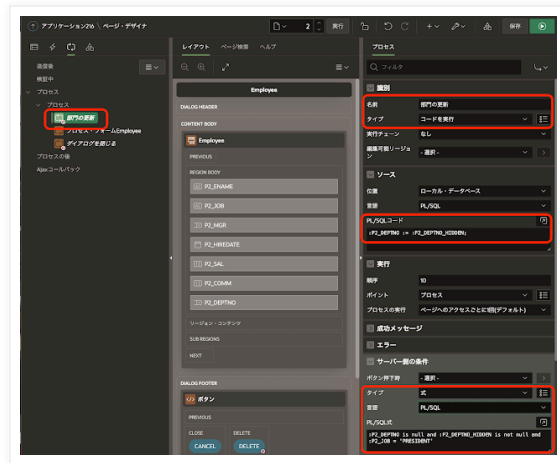 アプリケーション216 \ ページ・デザイナ
2
実行
保存
レイアウト
ページ検索
ヘルプ
プロセス
検証中
プロセス
プロセス
部門の更新
プロセス・フォームEmployee
ダイアログを閉じる
プロセスの後
Ajaxコールバック
Employee
DIALOG HEADER
CONTENT BODY
Employee
PREVIOUS
REGION BODY
P2_ENAME
P2_JOB
P2_MGR
P2_HIREDATE
P2_SAL
P2_COMM
P2_DEPTNO
リージョン・コンテンツ
SUB REGIONS
NEXT
DIALOG FOOTER
ボタン
PREVIOUS
CLOSE
DELETE
CANCEL
DELETE
フィルタ
識別
名前
部門の更新
タイプ
コードを実行
実行チェーン
なし
編集可能リージョン
- 選択 -
ソース
位置
ローカル・データベース
言語
PL/SQL
PL/SQLコード
:P2_DEPTNO := :P2_DEPTNO_HIDDEN;
実行
順序
10
ポイント
プロセス
プロセスの実行
ページへのアクセスごとに1回(デフォルト)
成功メッセージ
エラー
サーバー側の条件
ボタン押下時
- 選択 -
タイプ
式
言語
PL/SQL
PL/SQL式
:P2_DEPTNO is null and :P2_DEPTNO_HIDDEN is not null and
:P2_JOB = 'PRESIDENT'